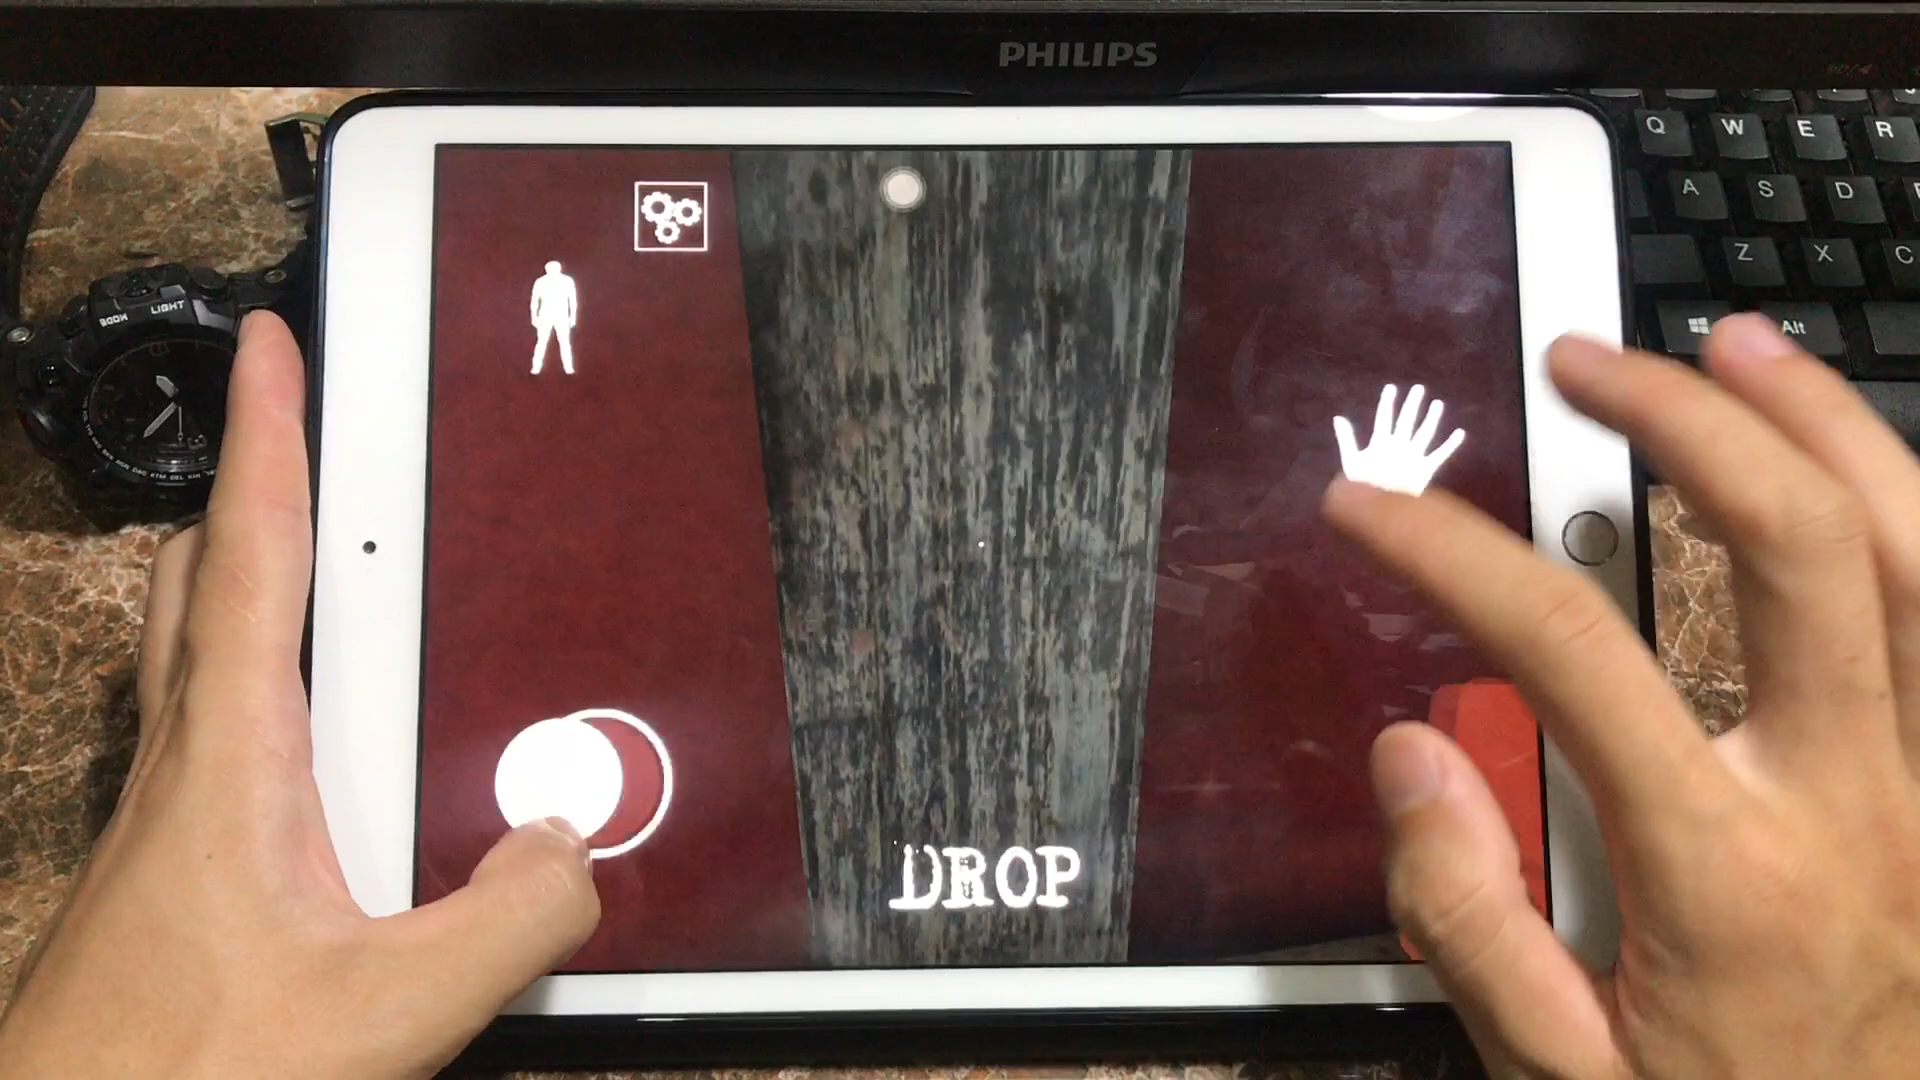 PHILIPS
Q W E R
A S D F
Z X C
Alt
MODE LIGHT
DROP